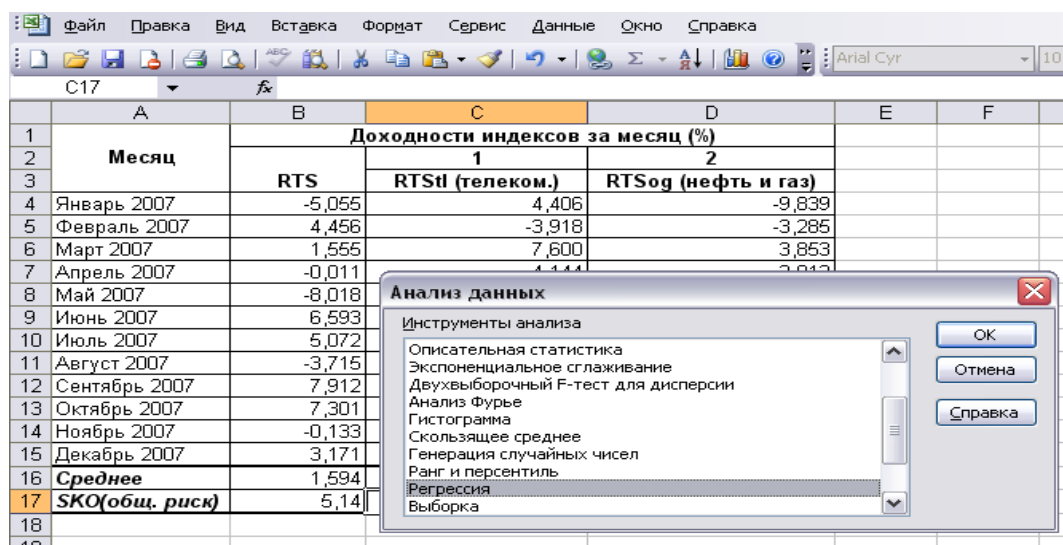 Файл Правка Вид Вставка Формат Сервис Данные Окно Справка
Arial Cyr 10
C17 fx
A B C D E F
1 Доходности индексов за месяц (%)
2 Месяц 1 2
3 RTS RTStl (телеком.) RTSog (нефть и газ)
4 Январь 2007 -5,055 4,406 -9,839
5 Февраль 2007 4,456 -3,918 -3,285
6 Март 2007 1,555 7,600 3,853
7 Апрель 2007 -0,011
8 Май 2007 -8,018
9 Июнь 2007 6,593
10 Июль 2007 5,072
11 Август 2007 -3,715
12 Сентябрь 2007 7,912
13 Октябрь 2007 7,301
14 Ноябрь 2007 -0,133
15 Декабрь 2007 3,171
16 Среднее 1,594
17 SKO(общ. риск) 5,14
18
Анализ данных
Инструменты анализа
Описательная статистика
Экспоненциальное сглаживание
Двухвыборочный F-тест для дисперсии
Анализ Фурье
Гистограмма
Скользящее среднее
Генерация случайных чисел
Ранг и персентиль
Регрессия
Выборка
OK
Отмена
Справка